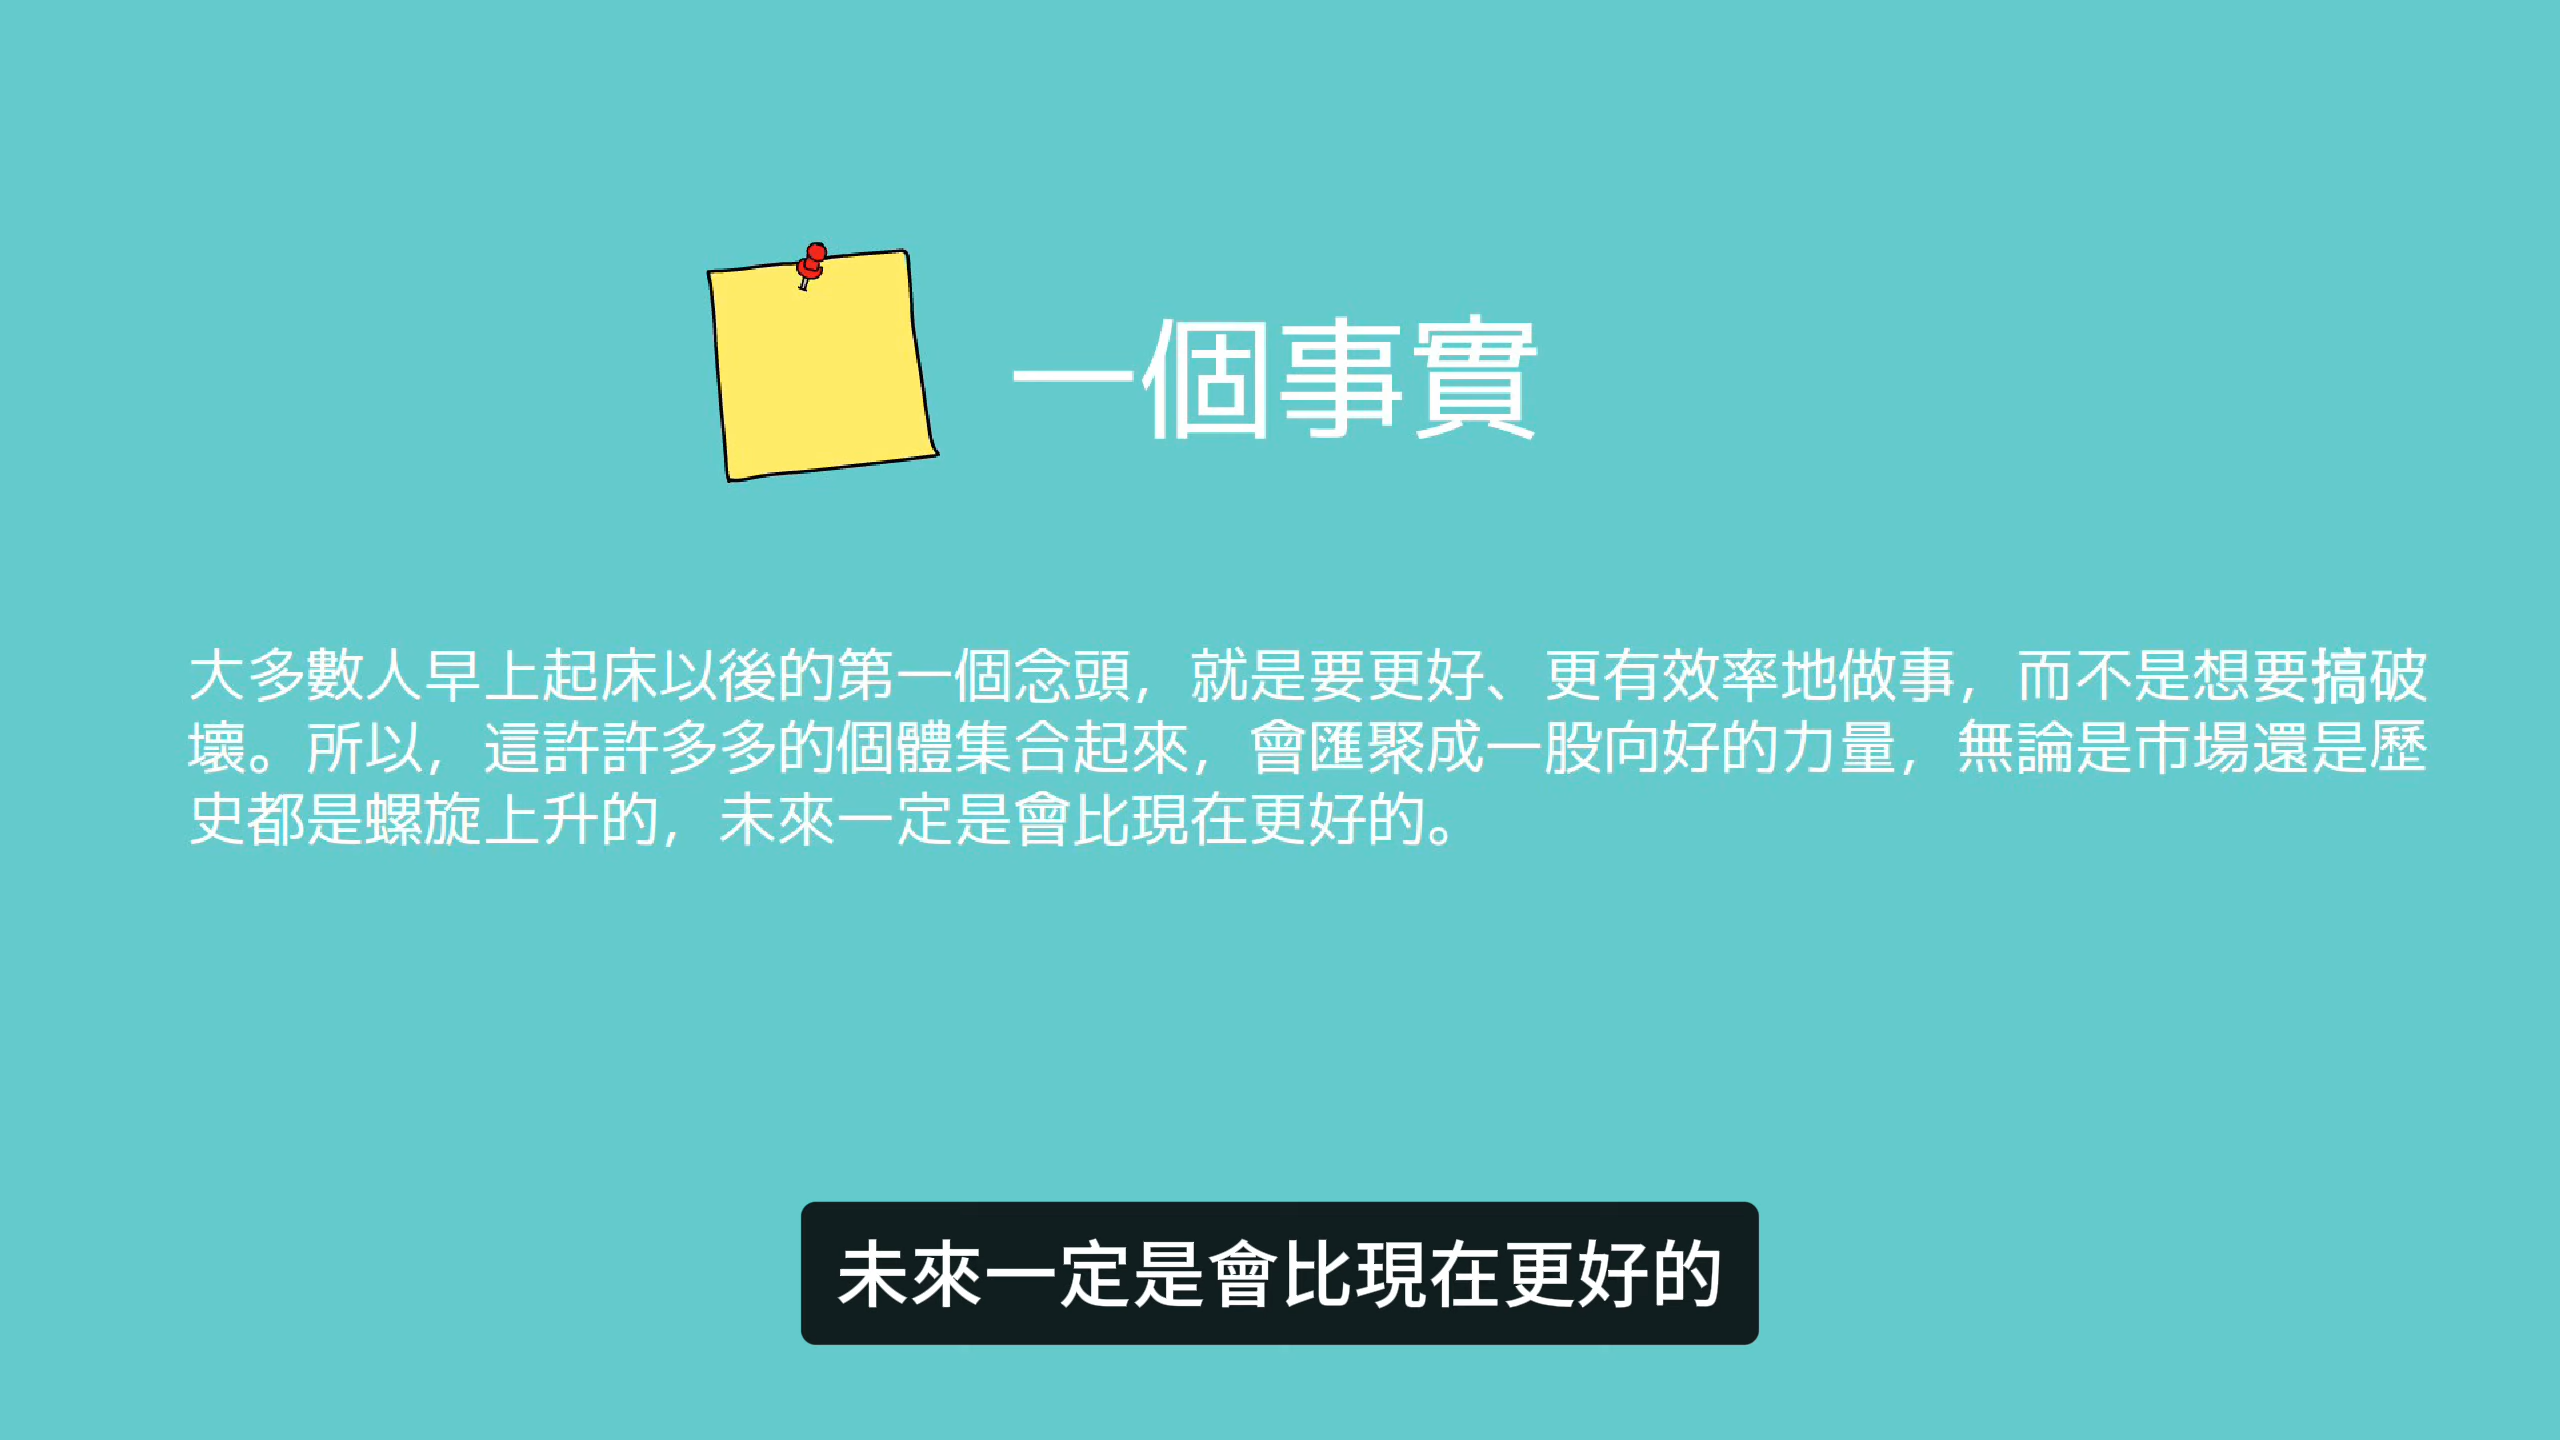 一個事實
大多數人早上起床以後的第一個念頭，就是要更好、更有效率地做事，而不是想要搞破
壞。所以，這許許多多的個體集合起來，會匯聚成一股向好的力量，無論是市場還是歷
史都是螺旋上升的，未來一定是會比現在更好的。
未來一定是會比現在更好的